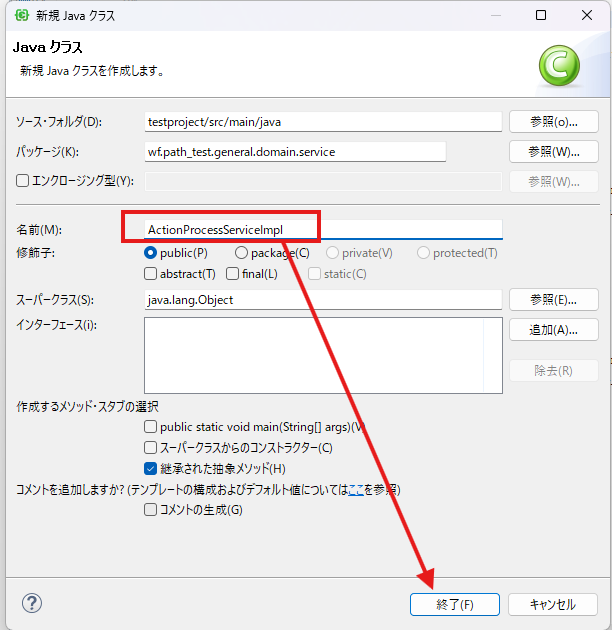 新規 Java クラス
Java クラス
新規 Java クラスを作成します。
ソース・フォルダ(D): testproject/src/main/java 参照(o)...
パッケージ(K): wf.path_test.general.domain.service 参照(W)...
エンクロージング型(Y): 参照(W)...
名前(M): ActionProcessServiceImpl
修飾子: public(P) package(C) private(V) protected(T)
abstract(T) final(L) static(C)
スーパークラス(S): java.lang.Object 参照(E)...
インターフェース(i): 追加(A)...
除去(R)
作成するメソッド・スタブの選択
public static void main(String[] args)(V)
スーパークラスからのコンストラクター(C)
継承された抽象メソッド(H)
コメントを追加しますか? (テンプレートの構成およびデフォルト値についてはここを参照)
コメントの生成(G)
? 終了(F) キャンセル